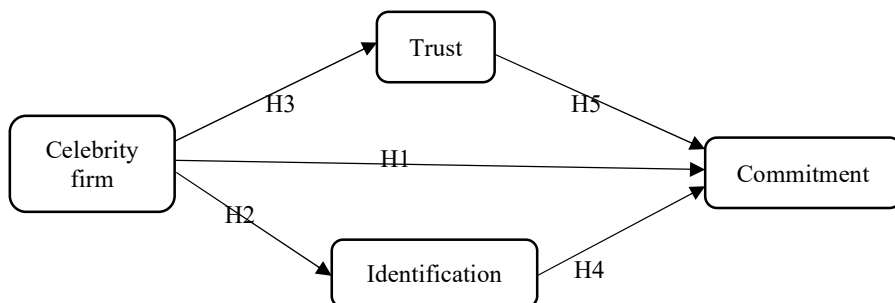 Trust
H3
H5
Celebrity
firm
H1
Commitment
H2
Identification
H4